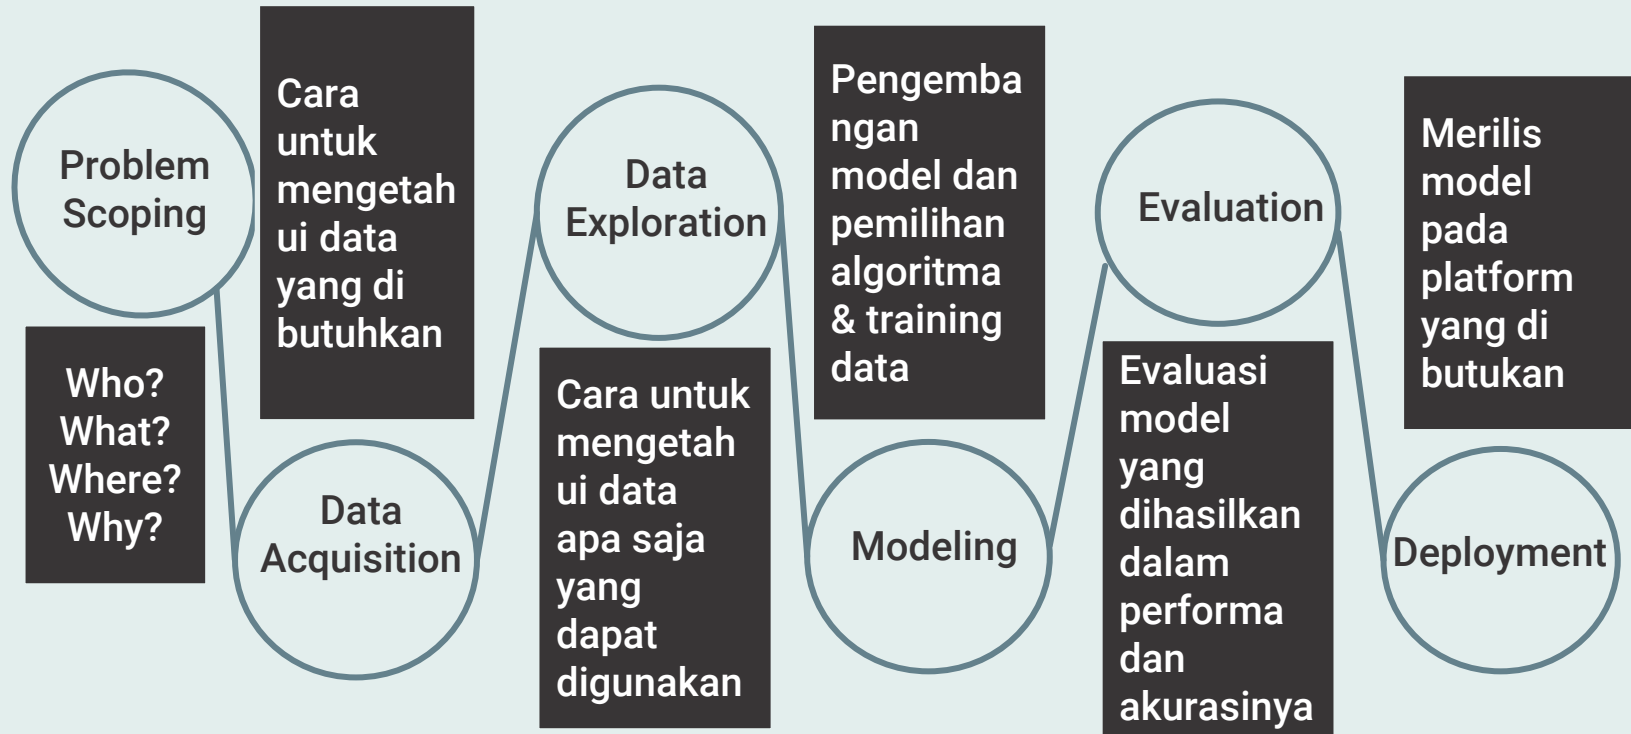 Problem
Scoping
Who?
What?
Where?
Why?
Cara
untuk
mengetah
ui data
yang di
butuhkan
Data
Acquisition
Data
Exploration
Cara untuk
mengetah
ui data
apa saja
yang
dapat
digunakan
Pengemba
ngan
model dan
pemilihan
algoritma
& training
data
Modeling
Evaluation
Evaluasi
model
yang
dihasilkan
dalam
performa
dan
akurasinya
Merilis
model
pada
platform
yang di
butukan
Deployment